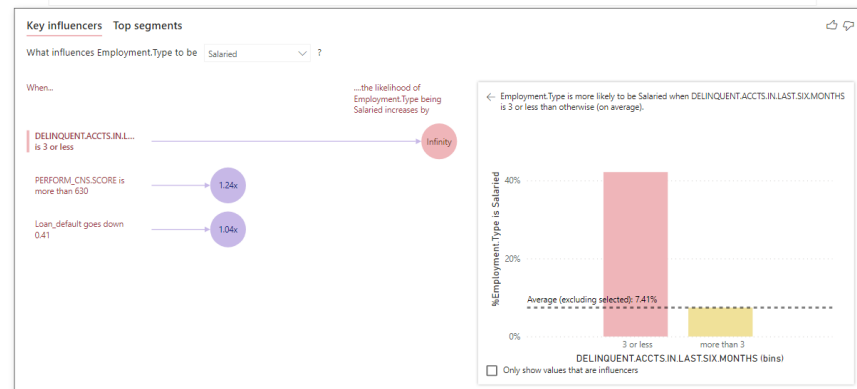 Key influencers Top segments
What influences Employment.Type to be Salaried ?
When...
....the likelihood of
Employment.Type being
Salaried increases by
DELINQUENT.ACCTS.IN.L...
is 3 or less
Infinity
PERFORM_CNS.SCORE is
more than 630
1.24x
Loan_default goes down
0.41
1.04x
← Employment.Type is more likely to be Salaried when DELINQUENT.ACCTS.IN.LAST.SIX.MONTHS
is 3 or less than otherwise (on average).
%Employment.Type is Salaried
40%
20%
0%
Average (excluding selected): 7.41%
3 or less
more than 3
DELINQUENT.ACCTS.IN.LAST.SIX.MONTHS (bins)
Only show values that are influencers